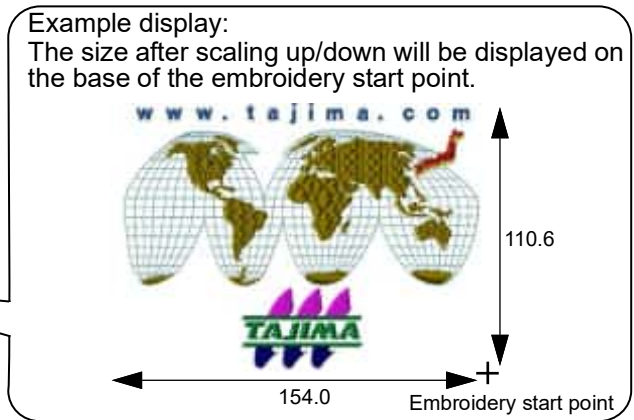 Example display:
The size after scaling up/down will be displayed on
the base of the embroidery start point.
www.tajima.com
110.6
TAJIMA
154.0
Embroidery start point